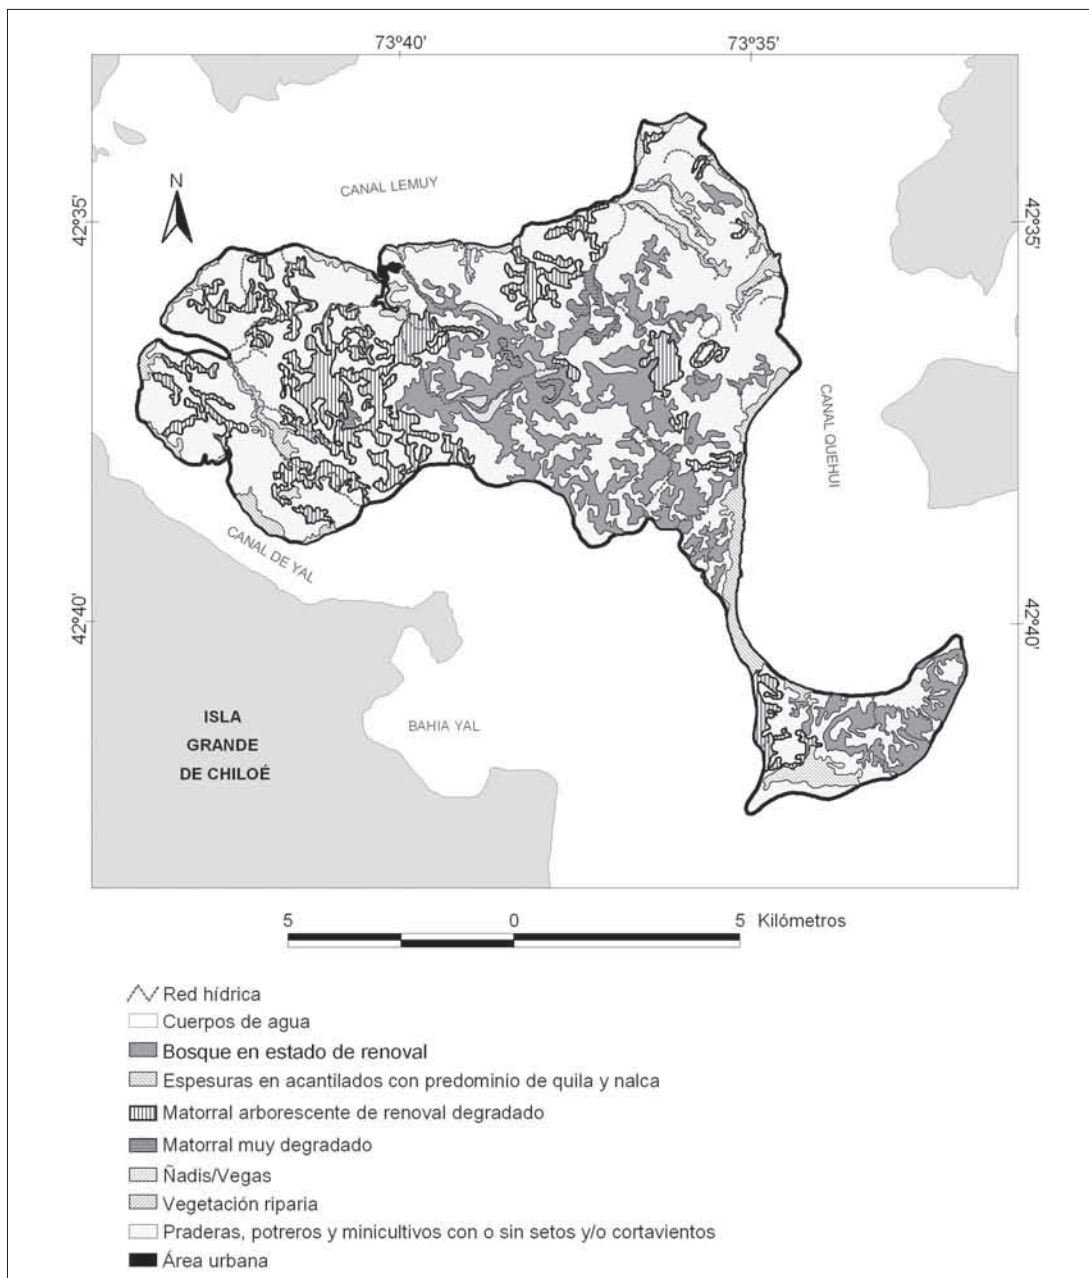 73º40'
73º35'
N
CANAL LEMUY
42º35'
42º35'
CANAL QUEHUI
CANAL DE YAL
42º40'
42º40'
ISLA
GRANDE
DE CHILOÉ
BAHIA YAL
5 0 5 Kilómetros
Red hídrica
Cuerpos de agua
Bosque en estado de renoval
Espesuras en acantilados con predominio de quila y nalca
Matorral arborescente de renoval degradado
Matorral muy degradado
Ñadis/Vegas
Vegetación riparia
Praderas, potreros y minicultivos con o sin setos y/o cortavientos
Área urbana